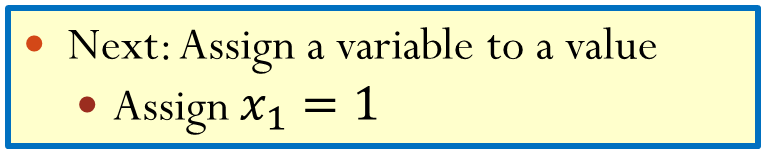 • Next: Assign a variable to a value
• Assign x₁ = 1